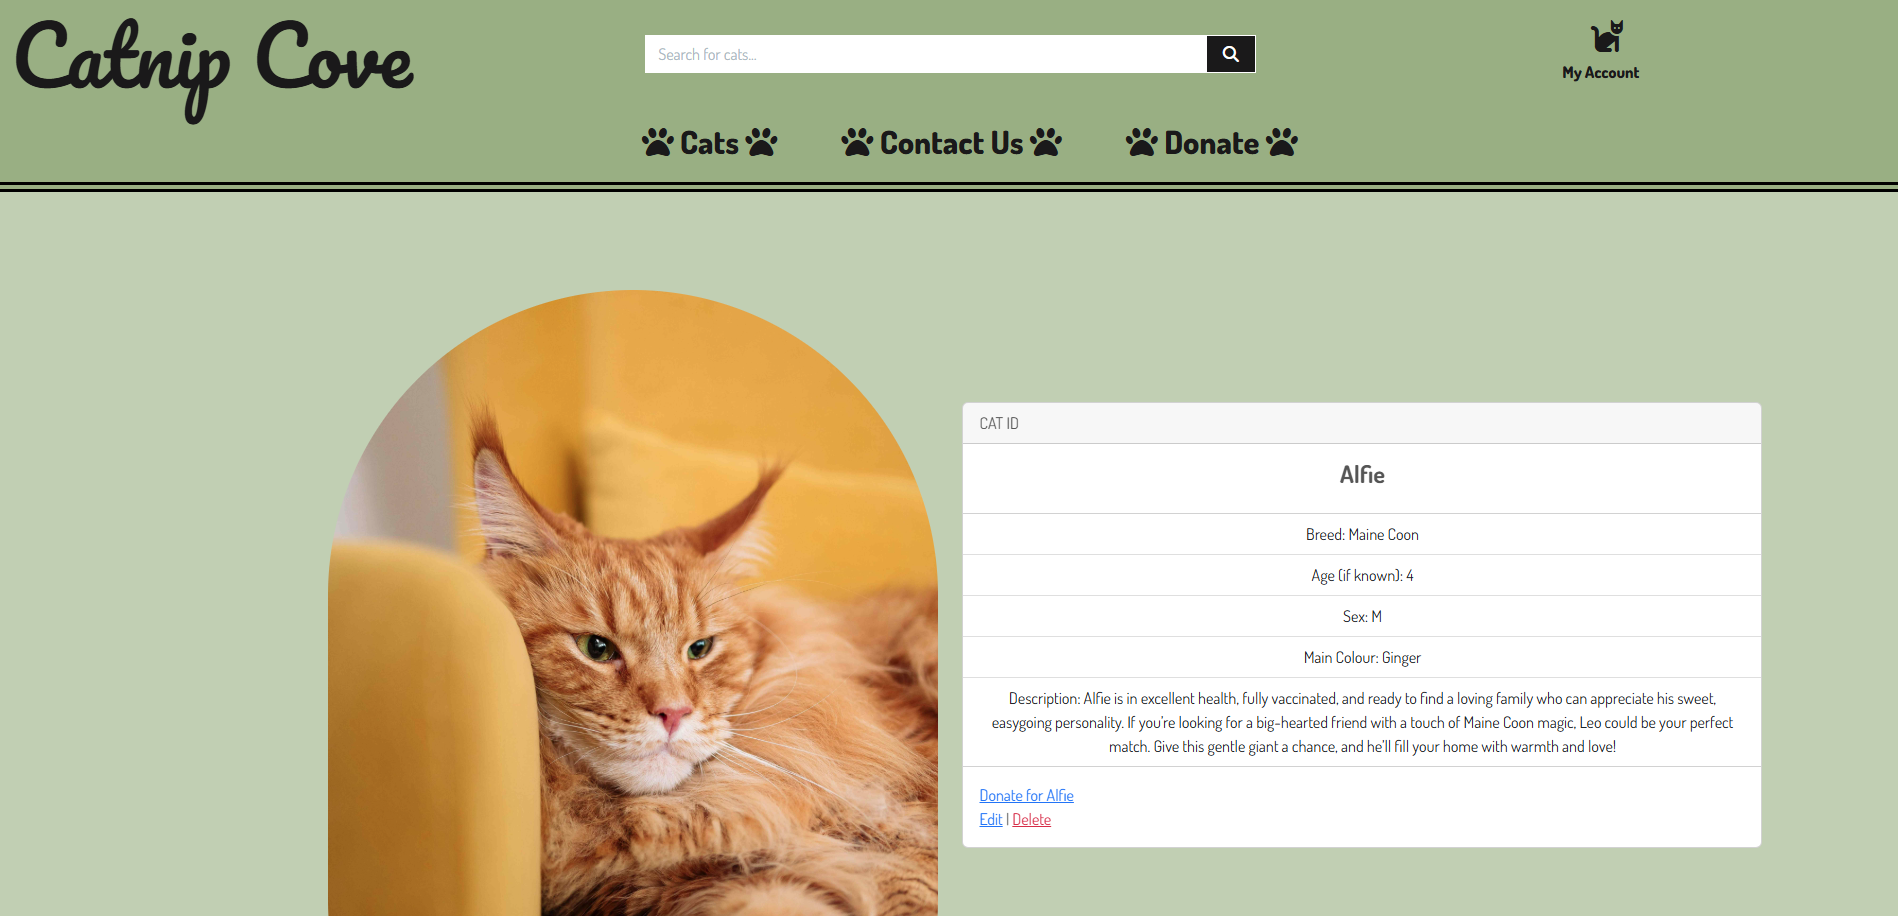 Catnip Cove
Search for cats...
My Account
Cats
Contact Us
Donate
CAT ID
Alfie
Breed: Maine Coon
Age (if known): 4
Sex: M
Main Colour: Ginger
Description: Alfie is in excellent health, fully vaccinated, and ready to find a loving family who can appreciate his sweet,
easygoing personality. If you're looking for a big-hearted friend with a touch of Maine Coon magic, Leo could be your perfect
match. Give this gentle giant a chance, and he'll fill your home with warmth and love!
Donate for Alfie
Edit | Delete